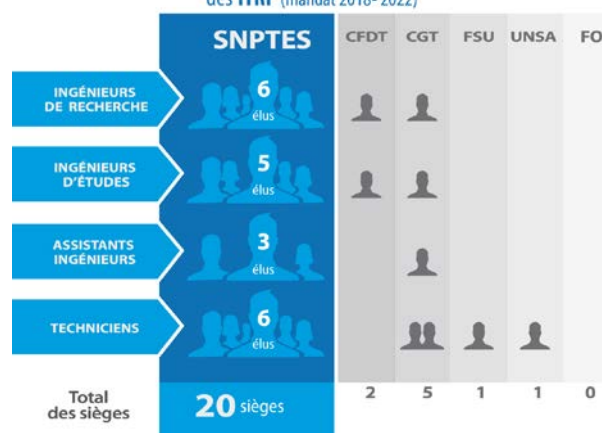 des ITRF (mandat 2018-2022)
SNPTES CFDT CGT FSU UNSA FO
INGÉNIEURS
DE RECHERCHE
6
élus
INGÉNIEURS
D'ÉTUDES
5
élus
ASSISTANTS
INGÉNIEURS
3
élus
TECHNICIENS
6
élus
Total
des sièges
20 sièges
2 5 1 1 0